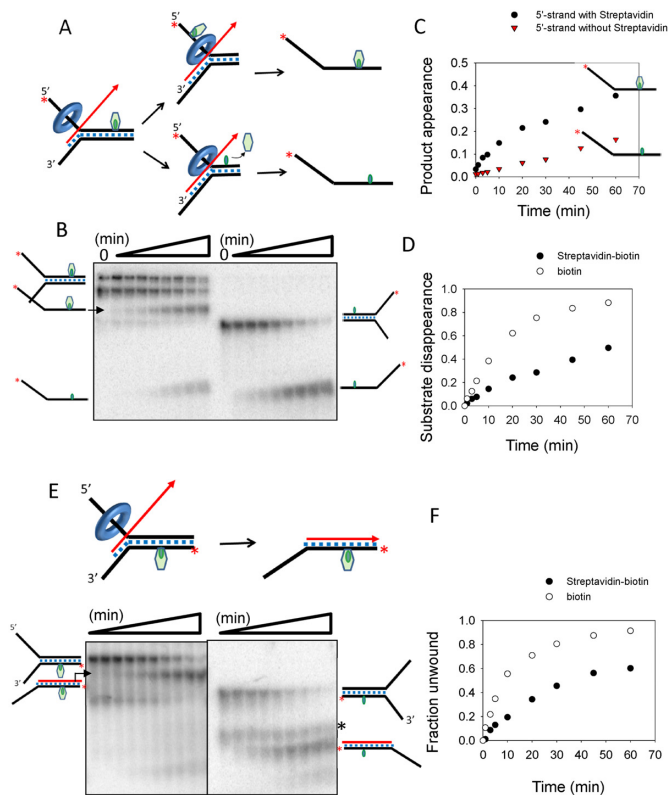 A
5'
*
3'
5'
*
3'
*
5'
*
3'
*
C
5'-strand with Streptavidin
5'-strand without Streptavidin
Product appearance
0.5
0.4
0.3
0.2
0.1
0.0
0 10 20 30 40 50 60 70
Time (min)
*
*
B
(min)
0
(min)
0
*
*
*
*
*
D
Streptavidin-biotin
biotin
Substrate disappearance
1.0
0.8
0.6
0.4
0.2
0.0
0 10 20 30 40 50 60 70
Time (min)
E
5'
3'
*
*
(min)
(min)
5'
3'
*
*
*
3'
*
*
F
Streptavidin-biotin
biotin
Fraction unwound
1.0
0.8
0.6
0.4
0.2
0.0
0 10 20 30 40 50 60 70
Time (min)